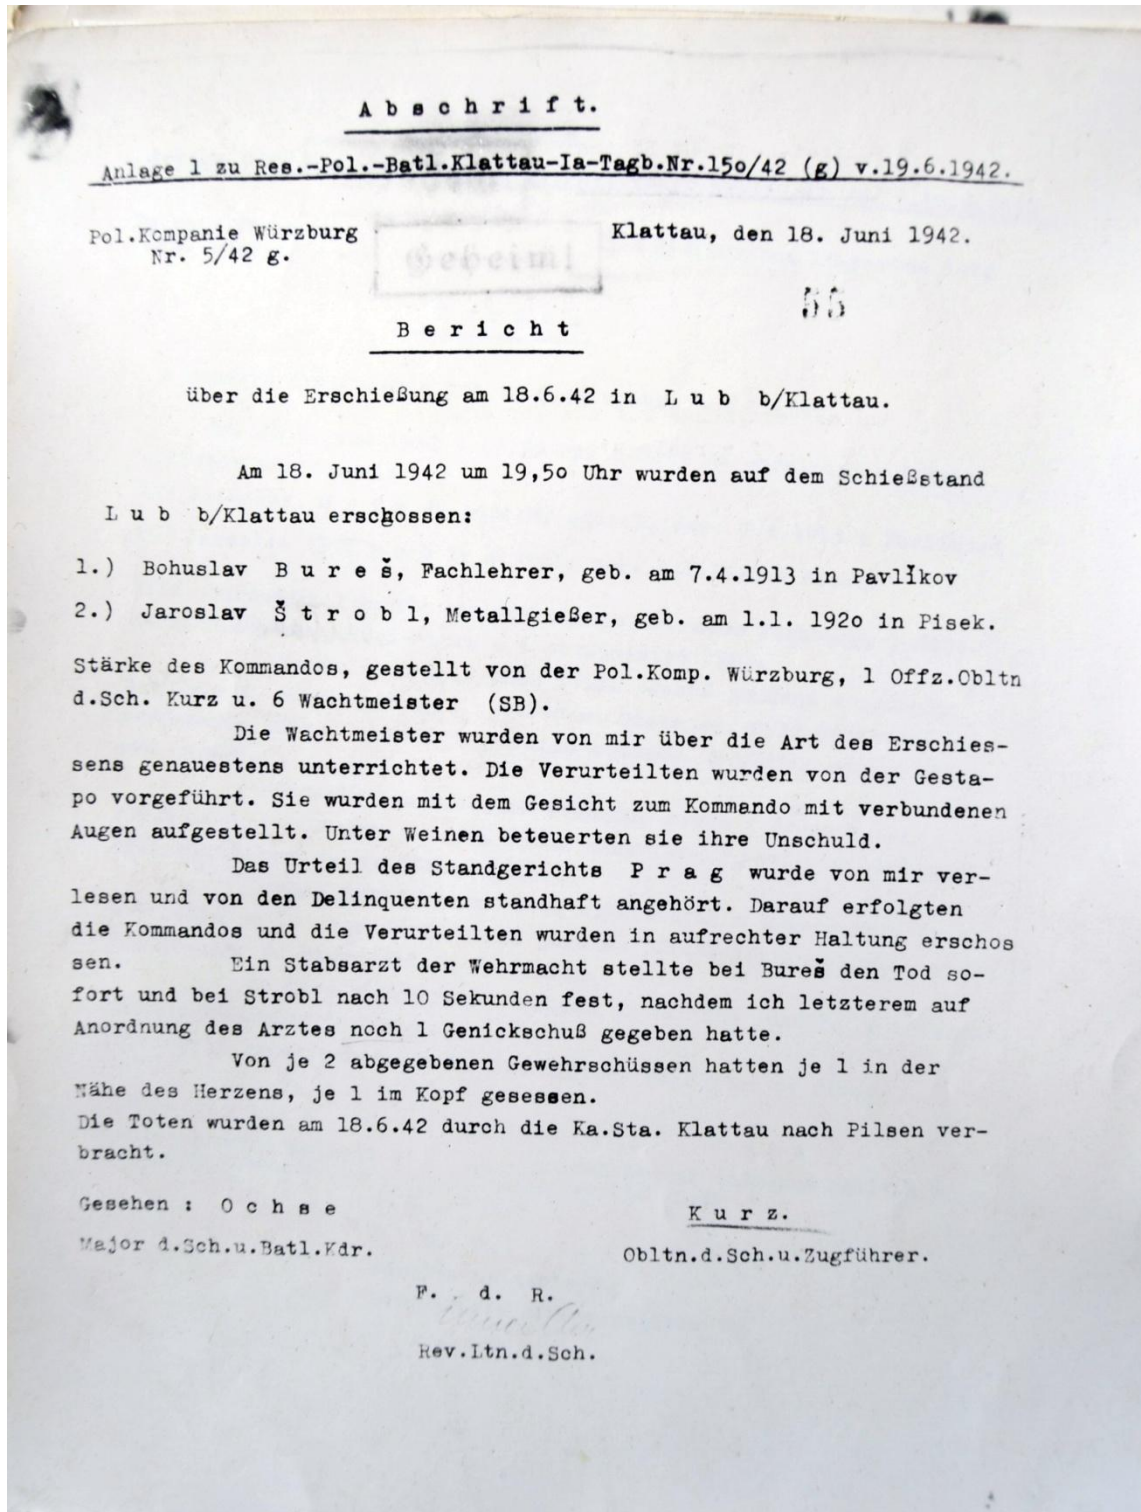 A b s c h r i f t.
Anlage 1 zu Res.-Pol.-Batl.Klattau-Ia-Tagb.Nr.15o/42 (g) v.19.6.1942.
Pol.Kompanie Würzburg
Nr. 5/42 g.
Geheim!
Klattau, den 18. Juni 1942.
55
B e r i c h t
über die Erschießung am 18.6.42 in L u b b/Klattau.
Am 18. Juni 1942 um 19,5o Uhr wurden auf dem Schießstand
L u b b/Klattau erschossen:
1.) Bohuslav B u r e š, Fachlehrer, geb. am 7.4.1913 in Pavlíkov
2.) Jaroslav Š t r o b l, Metallgießer, geb. am 1.1. 192o in Pisek.
Stärke des Kommandos, gestellt von der Pol.Komp. Würzburg, 1 Offz.Obltn
d.Sch. Kurz u. 6 Wachtmeister (SB).
Die Wachtmeister wurden von mir über die Art des Erschies-
sens genauestens unterrichtet. Die Verurteilten wurden von der Gesta-
po vorgeführt. Sie wurden mit dem Gesicht zum Kommando mit verbundenen
Augen aufgestellt. Unter Weinen beteuerten sie ihre Unschuld.
Das Urteil des Standgerichts P r a g wurde von mir ver-
lesen und von den Delinquenten standhaft angehört. Darauf erfolgten
die Kommandos und die Verurteilten wurden in aufrechter Haltung erschos
sen. Ein Stabsarzt der Wehrmacht stellte bei Bureš den Tod so-
fort und bei Strobl nach 10 Sekunden fest, nachdem ich letzterem auf
Anordnung des Arztes noch 1 Genickschuß gegeben hatte.
Von je 2 abgegebenen Gewehrschüssen hatten je 1 in der
Nähe des Herzens, je 1 im Kopf gesessen.
Die Toten wurden am 18.6.42 durch die Ka.Sta. Klattau nach Pilsen ver-
bracht.
Gesehen : O c h s e
Major d.Sch.u.Batl.Kdr.
K u r z.
Obltn.d.Sch.u.Zugführer.
F. d. R.
Rev.Ltn.d.Sch.